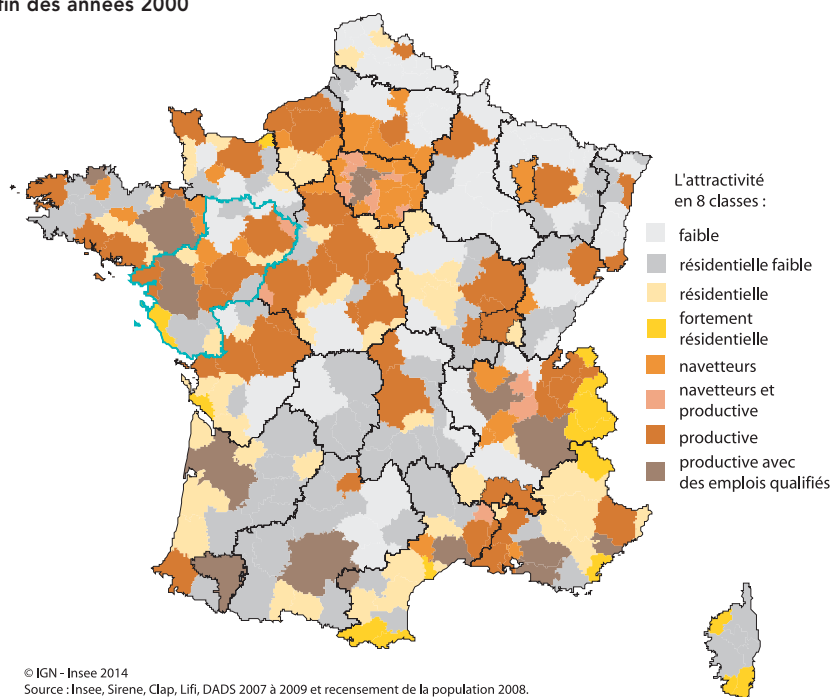 fin des années 2000
L'attractivité
en 8 classes :
faible
résidentielle faible
résidentielle
fortement
résidentielle
navetteurs
navetteurs et
productive
productive
productive avec
des emplois qualifiés
© IGN - Insee 2014
Source : Insee, Sirene, Clap, Lifi, DADS 2007 à 2009 et recensement de la population 2008.